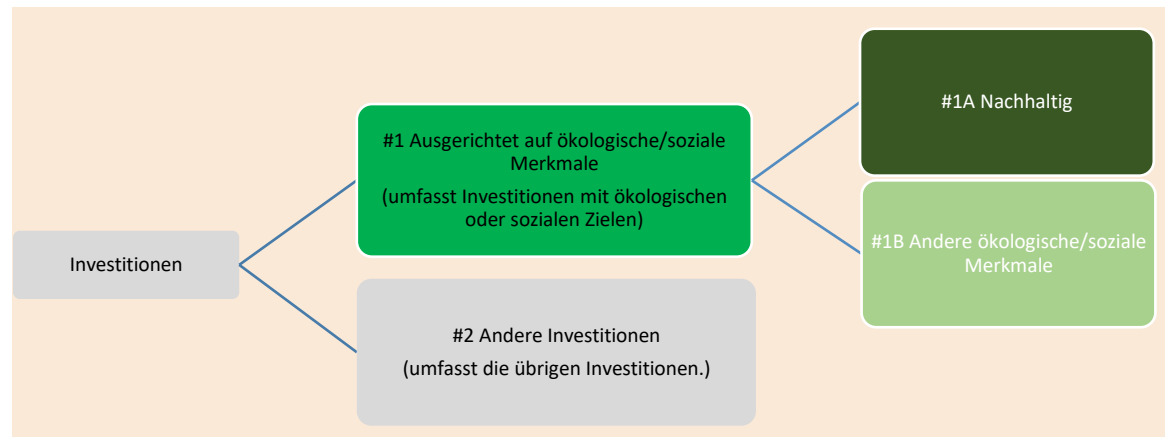 Investitionen
#1 Ausgerichtet auf ökologische/soziale
Merkmale
(umfasst Investitionen mit ökologischen
oder sozialen Zielen)
#2 Andere Investitionen
(umfasst die übrigen Investitionen.)
#1A Nachhaltig
#1B Andere ökologische/soziale
Merkmale